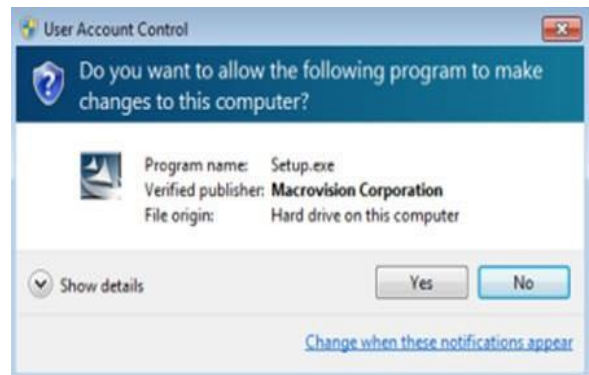 User Account Control
Do you want to allow the following program to make
changes to this computer?
Program name: Setup.exe
Verified publisher: Macrovision Corporation
File origin: Hard drive on this computer
Show details
Yes
No
Change when these notifications appear